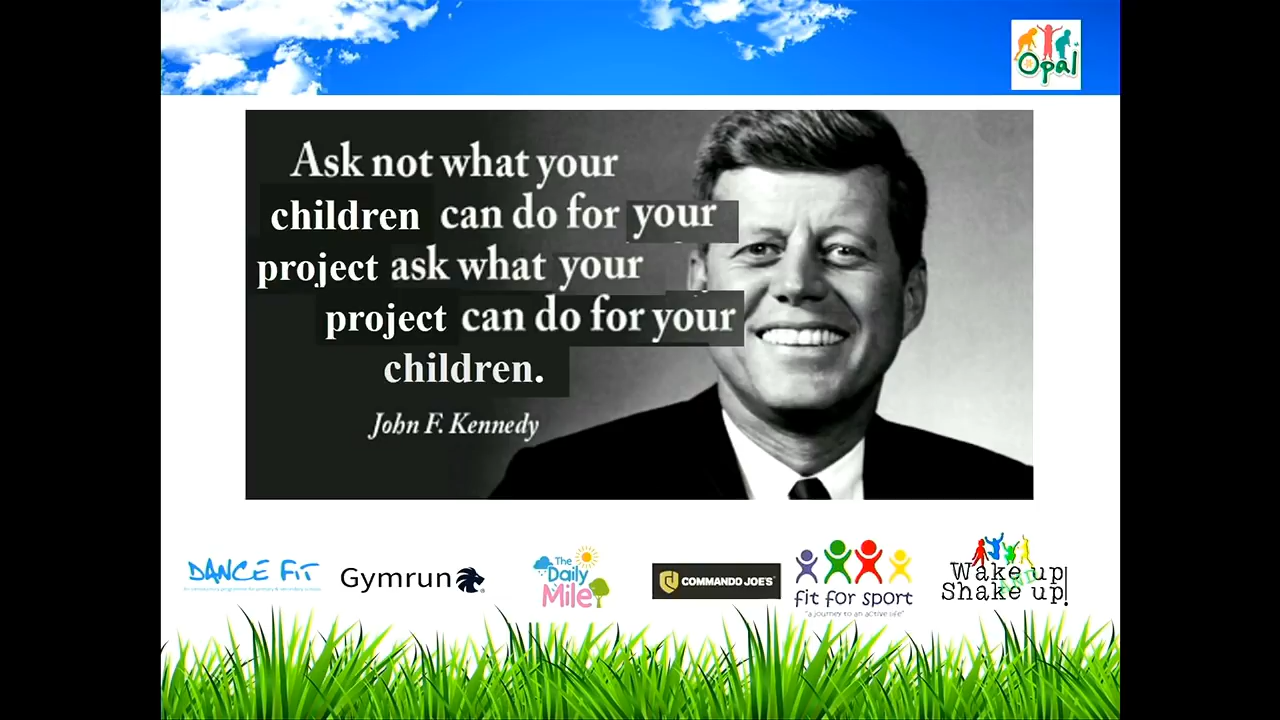 Opal
Ask not what your
children can do for your
project ask what your
project can do for your
children.
John F. Kennedy
DANCE FiT
Gymrun
The
Daily
Mile
COMMANDO JOE'S
fit for sport
"a journey to an active life"
Wake up
Shake up!